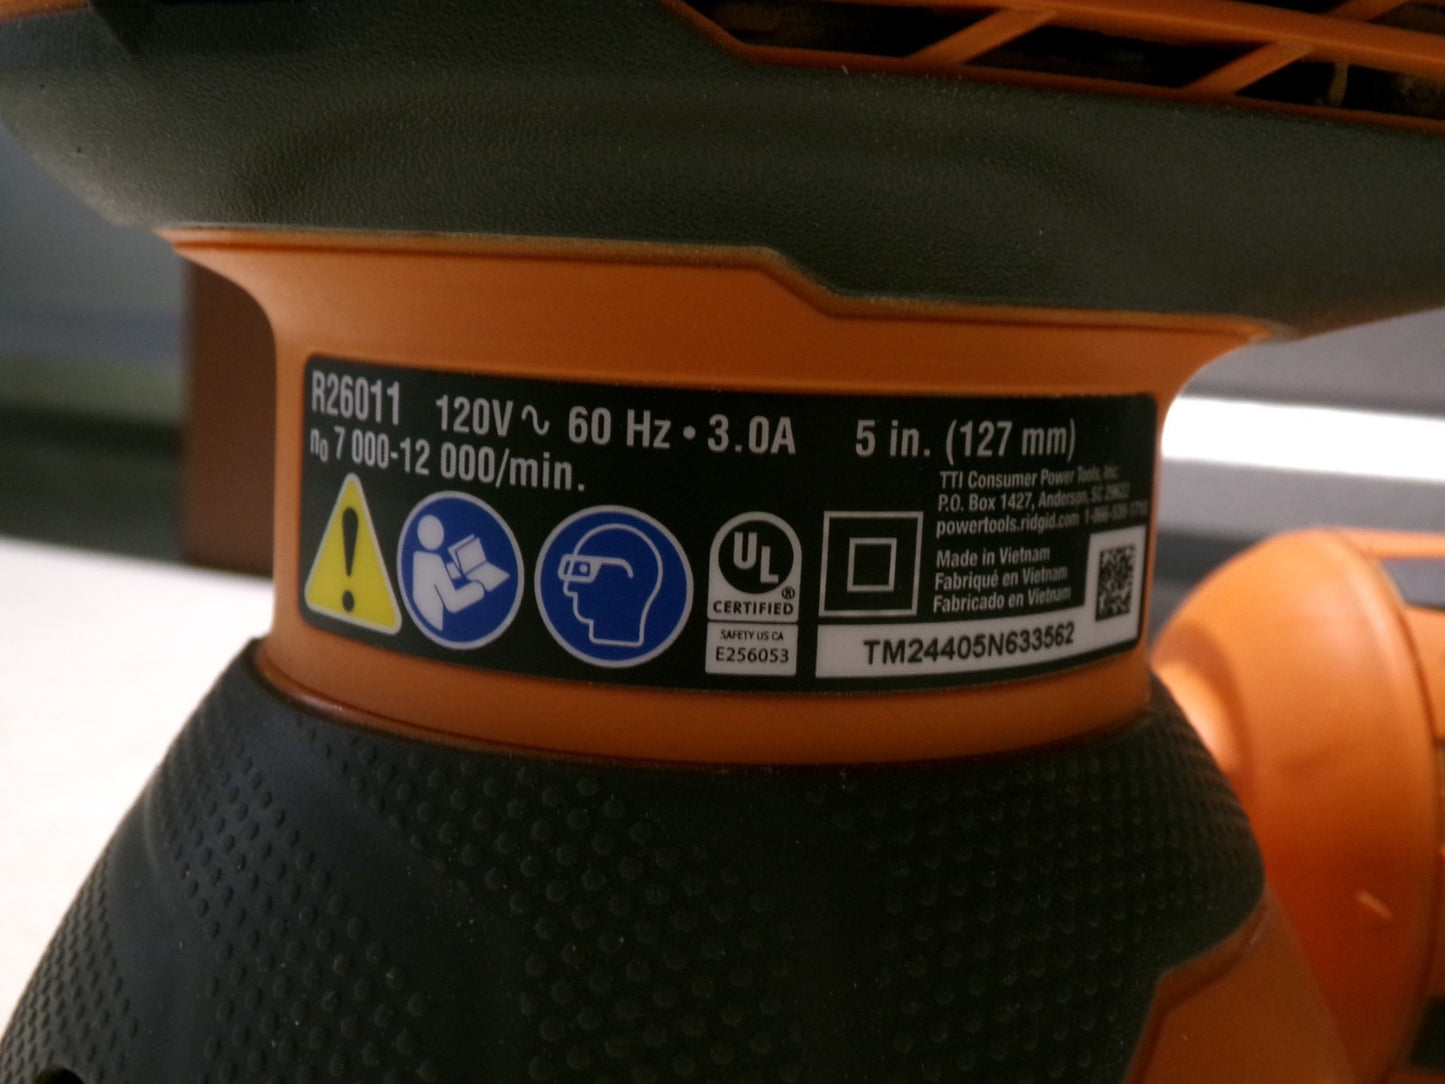 R26011 120V ~ 60 Hz • 3.0A 5 in. (127 mm)
n₀ 7 000-12 000/min.
TTI Consumer Power Tools, Inc.
P.O. Box 1427, Anderson, SC 29622
powertools.ridgid.com
Made in Vietnam
Fabriqué en Vietnam
Fabricado en Vietnam
UL
®
CERTIFIED
SAFETY US CA
E256053
TM24405N633562